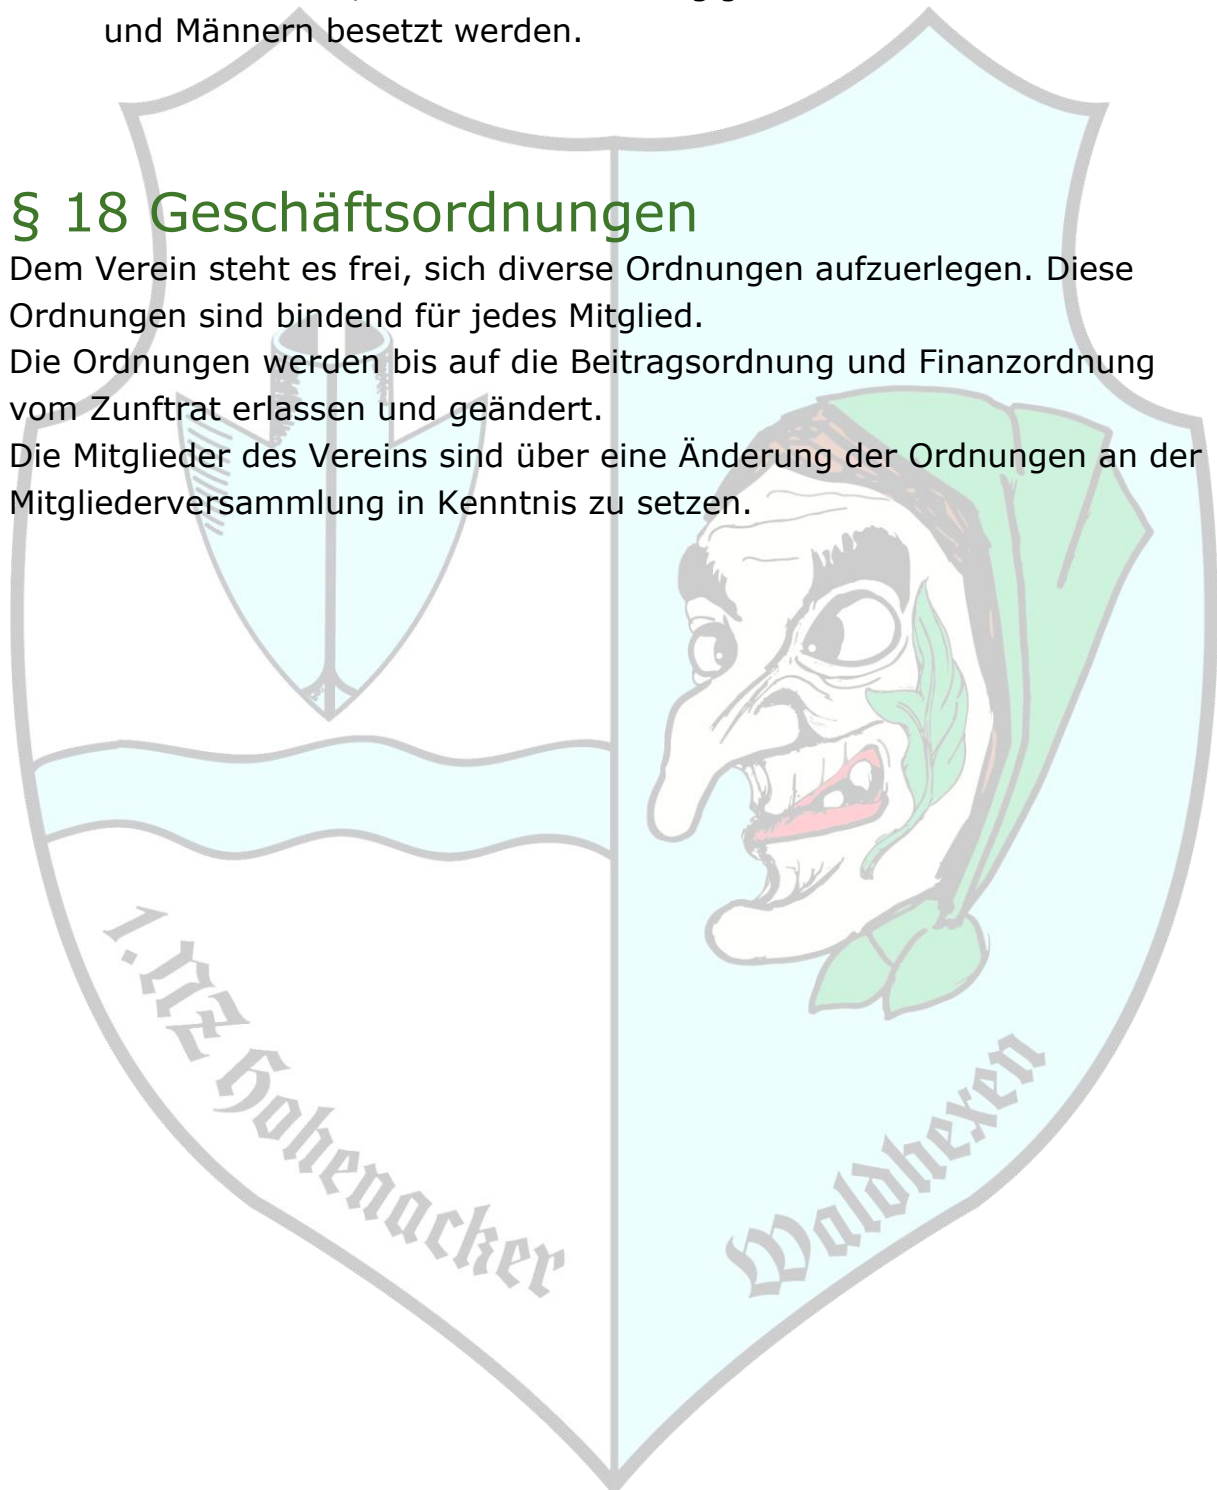 und Männern besetzt werden.
§ 18 Geschäftsordnungen
Dem Verein steht es frei, sich diverse Ordnungen aufzuerlegen. Diese
Ordnungen sind bindend für jedes Mitglied.
Die Ordnungen werden bis auf die Beitragsordnung und Finanzordnung
vom Zunftrat erlassen und geändert.
Die Mitglieder des Vereins sind über eine Änderung der Ordnungen an der
Mitgliederversammlung in Kenntnis zu setzen.
1. NZ Hohenacker
Waldhexen